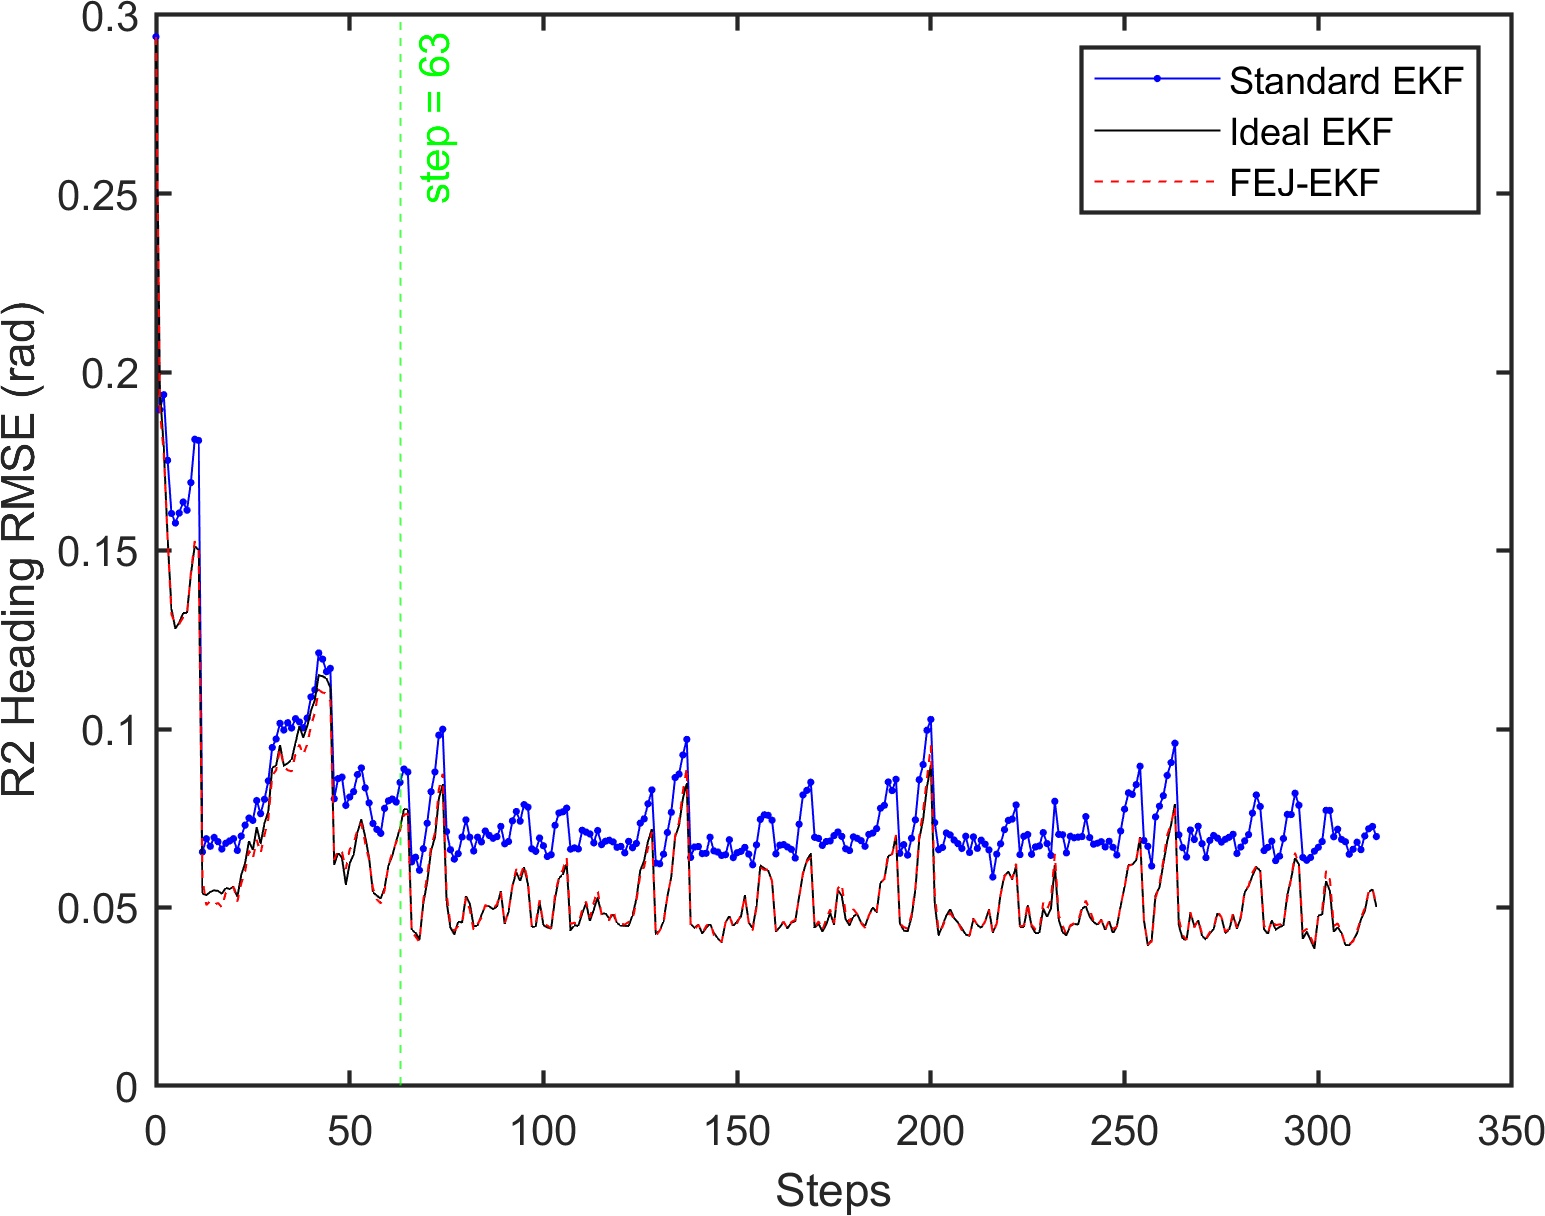 0.3
0.25
0.2
0.15
0.1
0.05
0
R2 Heading RMSE (rad)
step = 63
Standard EKF
Ideal EKF
FEJ-EKF
0 50 100 150 200 250 300 350
Steps